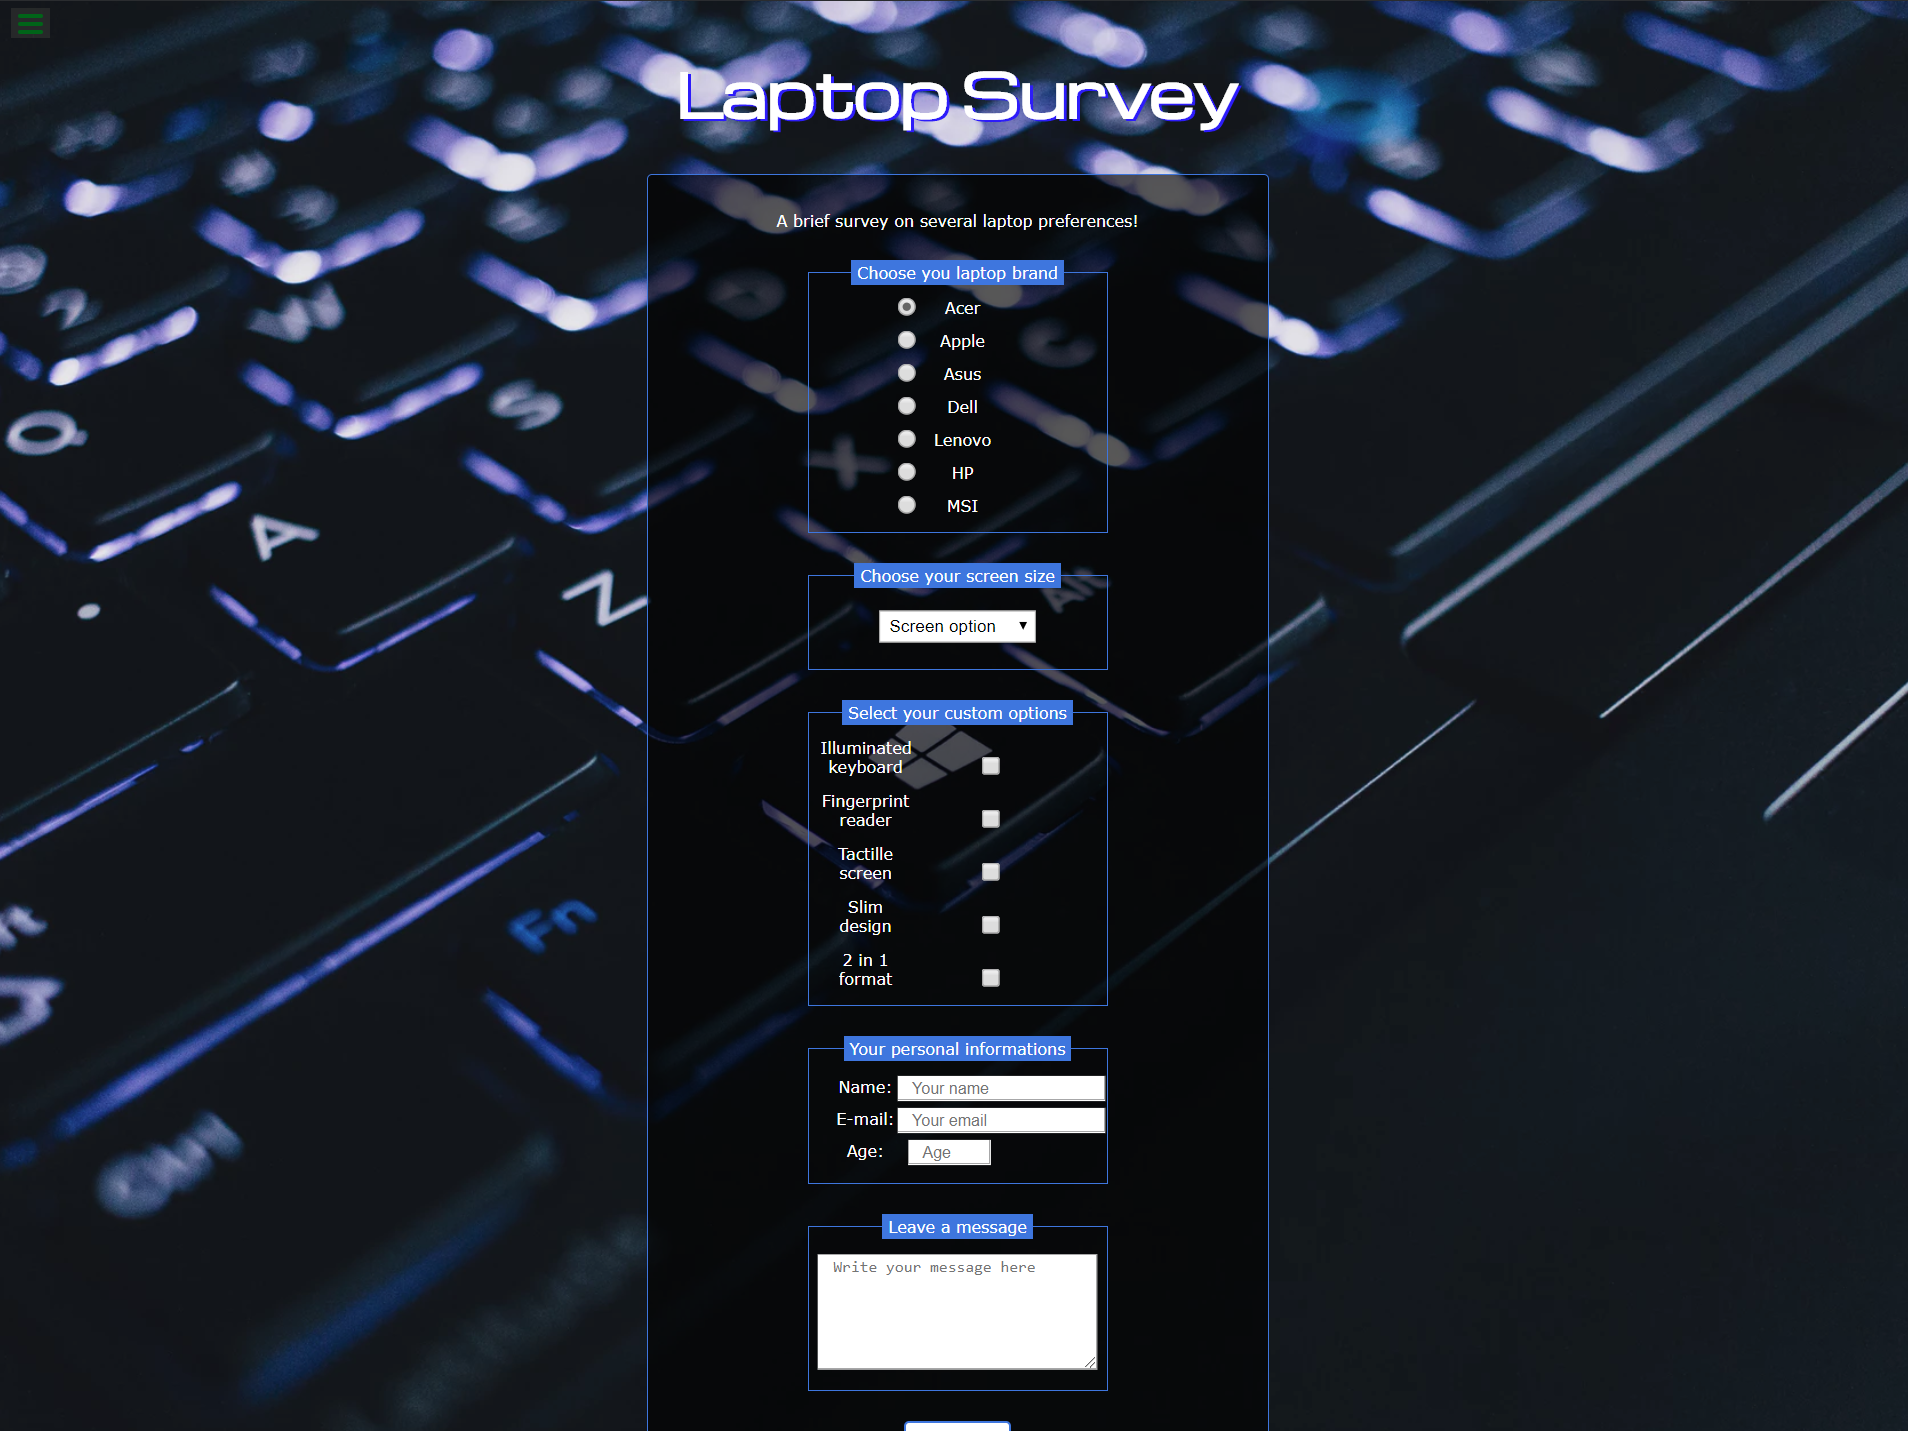 Laptop Survey
A brief survey on several laptop preferences!
Choose you laptop brand
Acer
Apple
Asus
Dell
Lenovo
HP
MSI
Choose your screen size
Screen option
Select your custom options
Illuminated
keyboard
Fingerprint
reader
Tactille
screen
Slim
design
2 in 1
format
Your personal informations
Name: Your name
E-mail: Your email
Age: Age
Leave a message
Write your message here
Q
S
A
Z
X
C
Alt
Fn